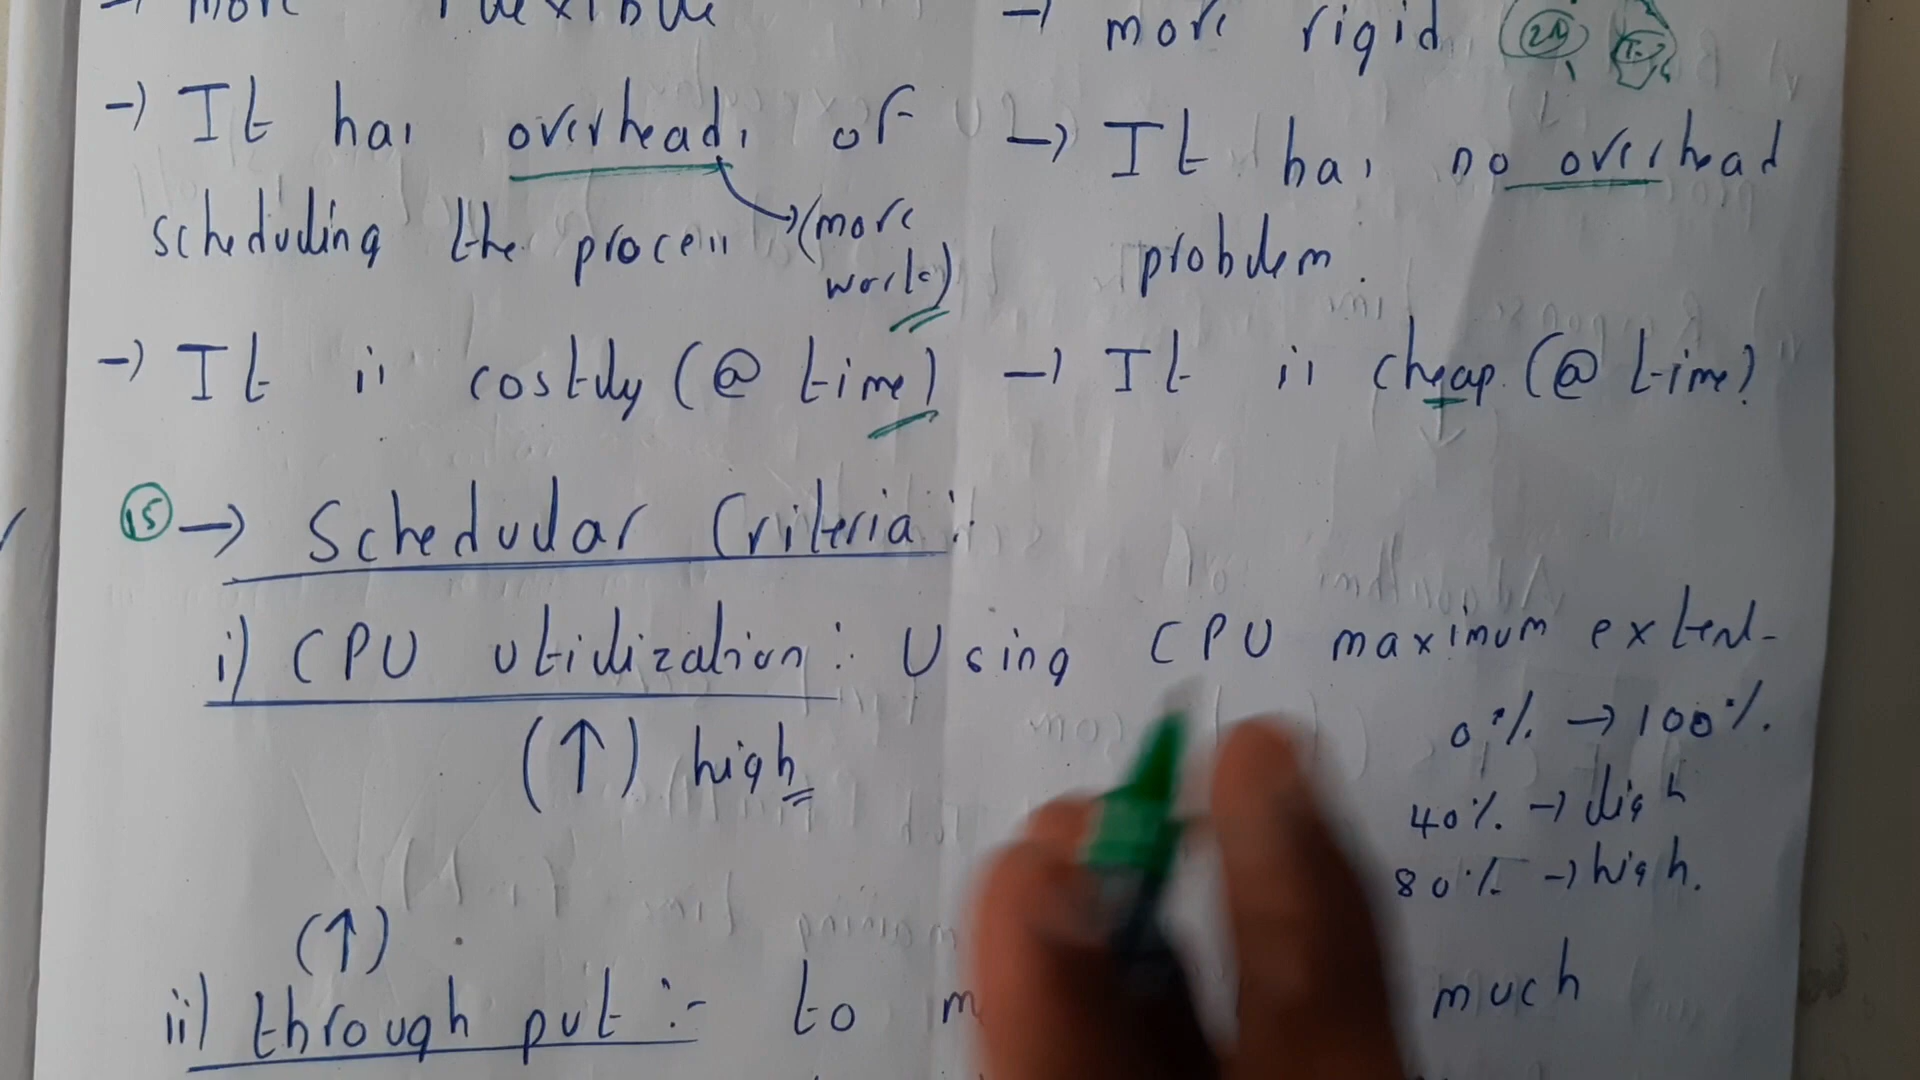 more rigid
-> It has overheads of
scheduling the process -> (more
work)
-> It is costly (@ time)
-> It has no overhead
problem.
-> It is cheap (@ time)
15 -> Schedular Criteria :
i) CPU utilization : Using CPU maximum extent
(↑) high
0% -> 100%.
40% ->
80% -> high.
(↑)
ii) through put :- to much